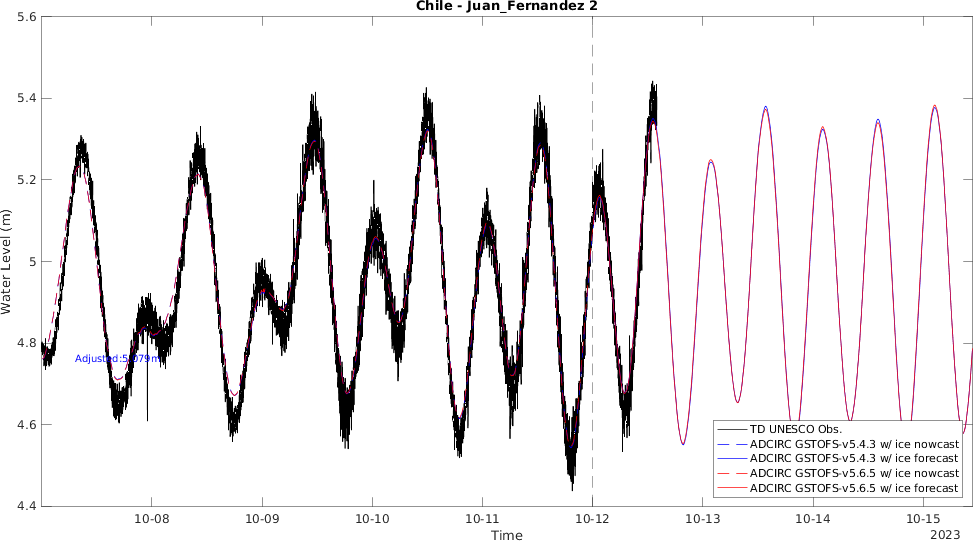 Chile - Juan_Fernandez 2
5.6
5.4
5.2
5
4.8
4.6
4.4
Water Level (m)
Adjusted:5.079m
TD UNESCO Obs.
ADCIRC GSTOFS-v5.4.3 w/ ice nowcast
ADCIRC GSTOFS-v5.4.3 w/ ice forecast
ADCIRC GSTOFS-v5.6.5 w/ ice nowcast
ADCIRC GSTOFS-v5.6.5 w/ ice forecast
10-08 10-09 10-10 10-11 10-12 10-13 10-14 10-15
Time
2023